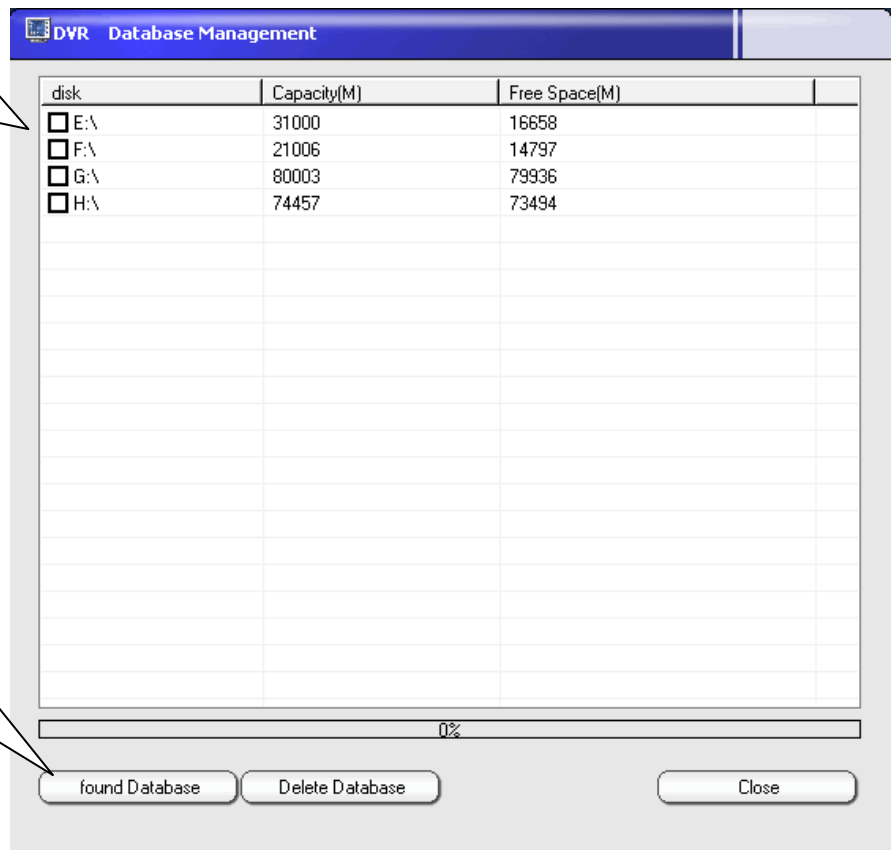 DVR Database Management
disk Capacity(M) Free Space(M)
E:\ 31000 16658
F:\ 21006 14797
G:\ 80003 79936
H:\ 74457 73494
0%
found Database Delete Database Close